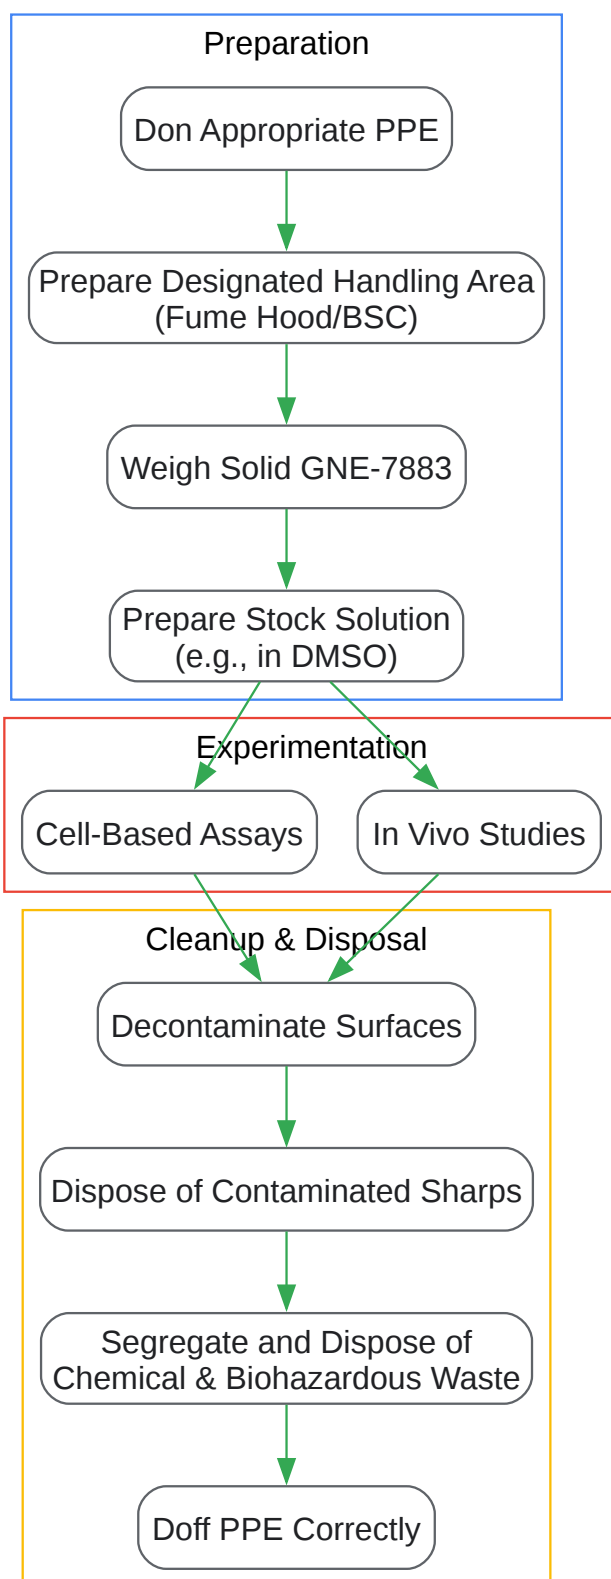 Preparation
Don Appropriate PPE
Prepare Designated Handling Area
(Fume Hood/BSC)
Weigh Solid GNE-7883
Prepare Stock Solution
(e.g., in DMSO)
Experimentation
Cell-Based Assays
In Vivo Studies
Cleanup & Disposal
Decontaminate Surfaces
Dispose of Contaminated Sharps
Segregate and Dispose of
Chemical & Biohazardous Waste
Doff PPE Correctly